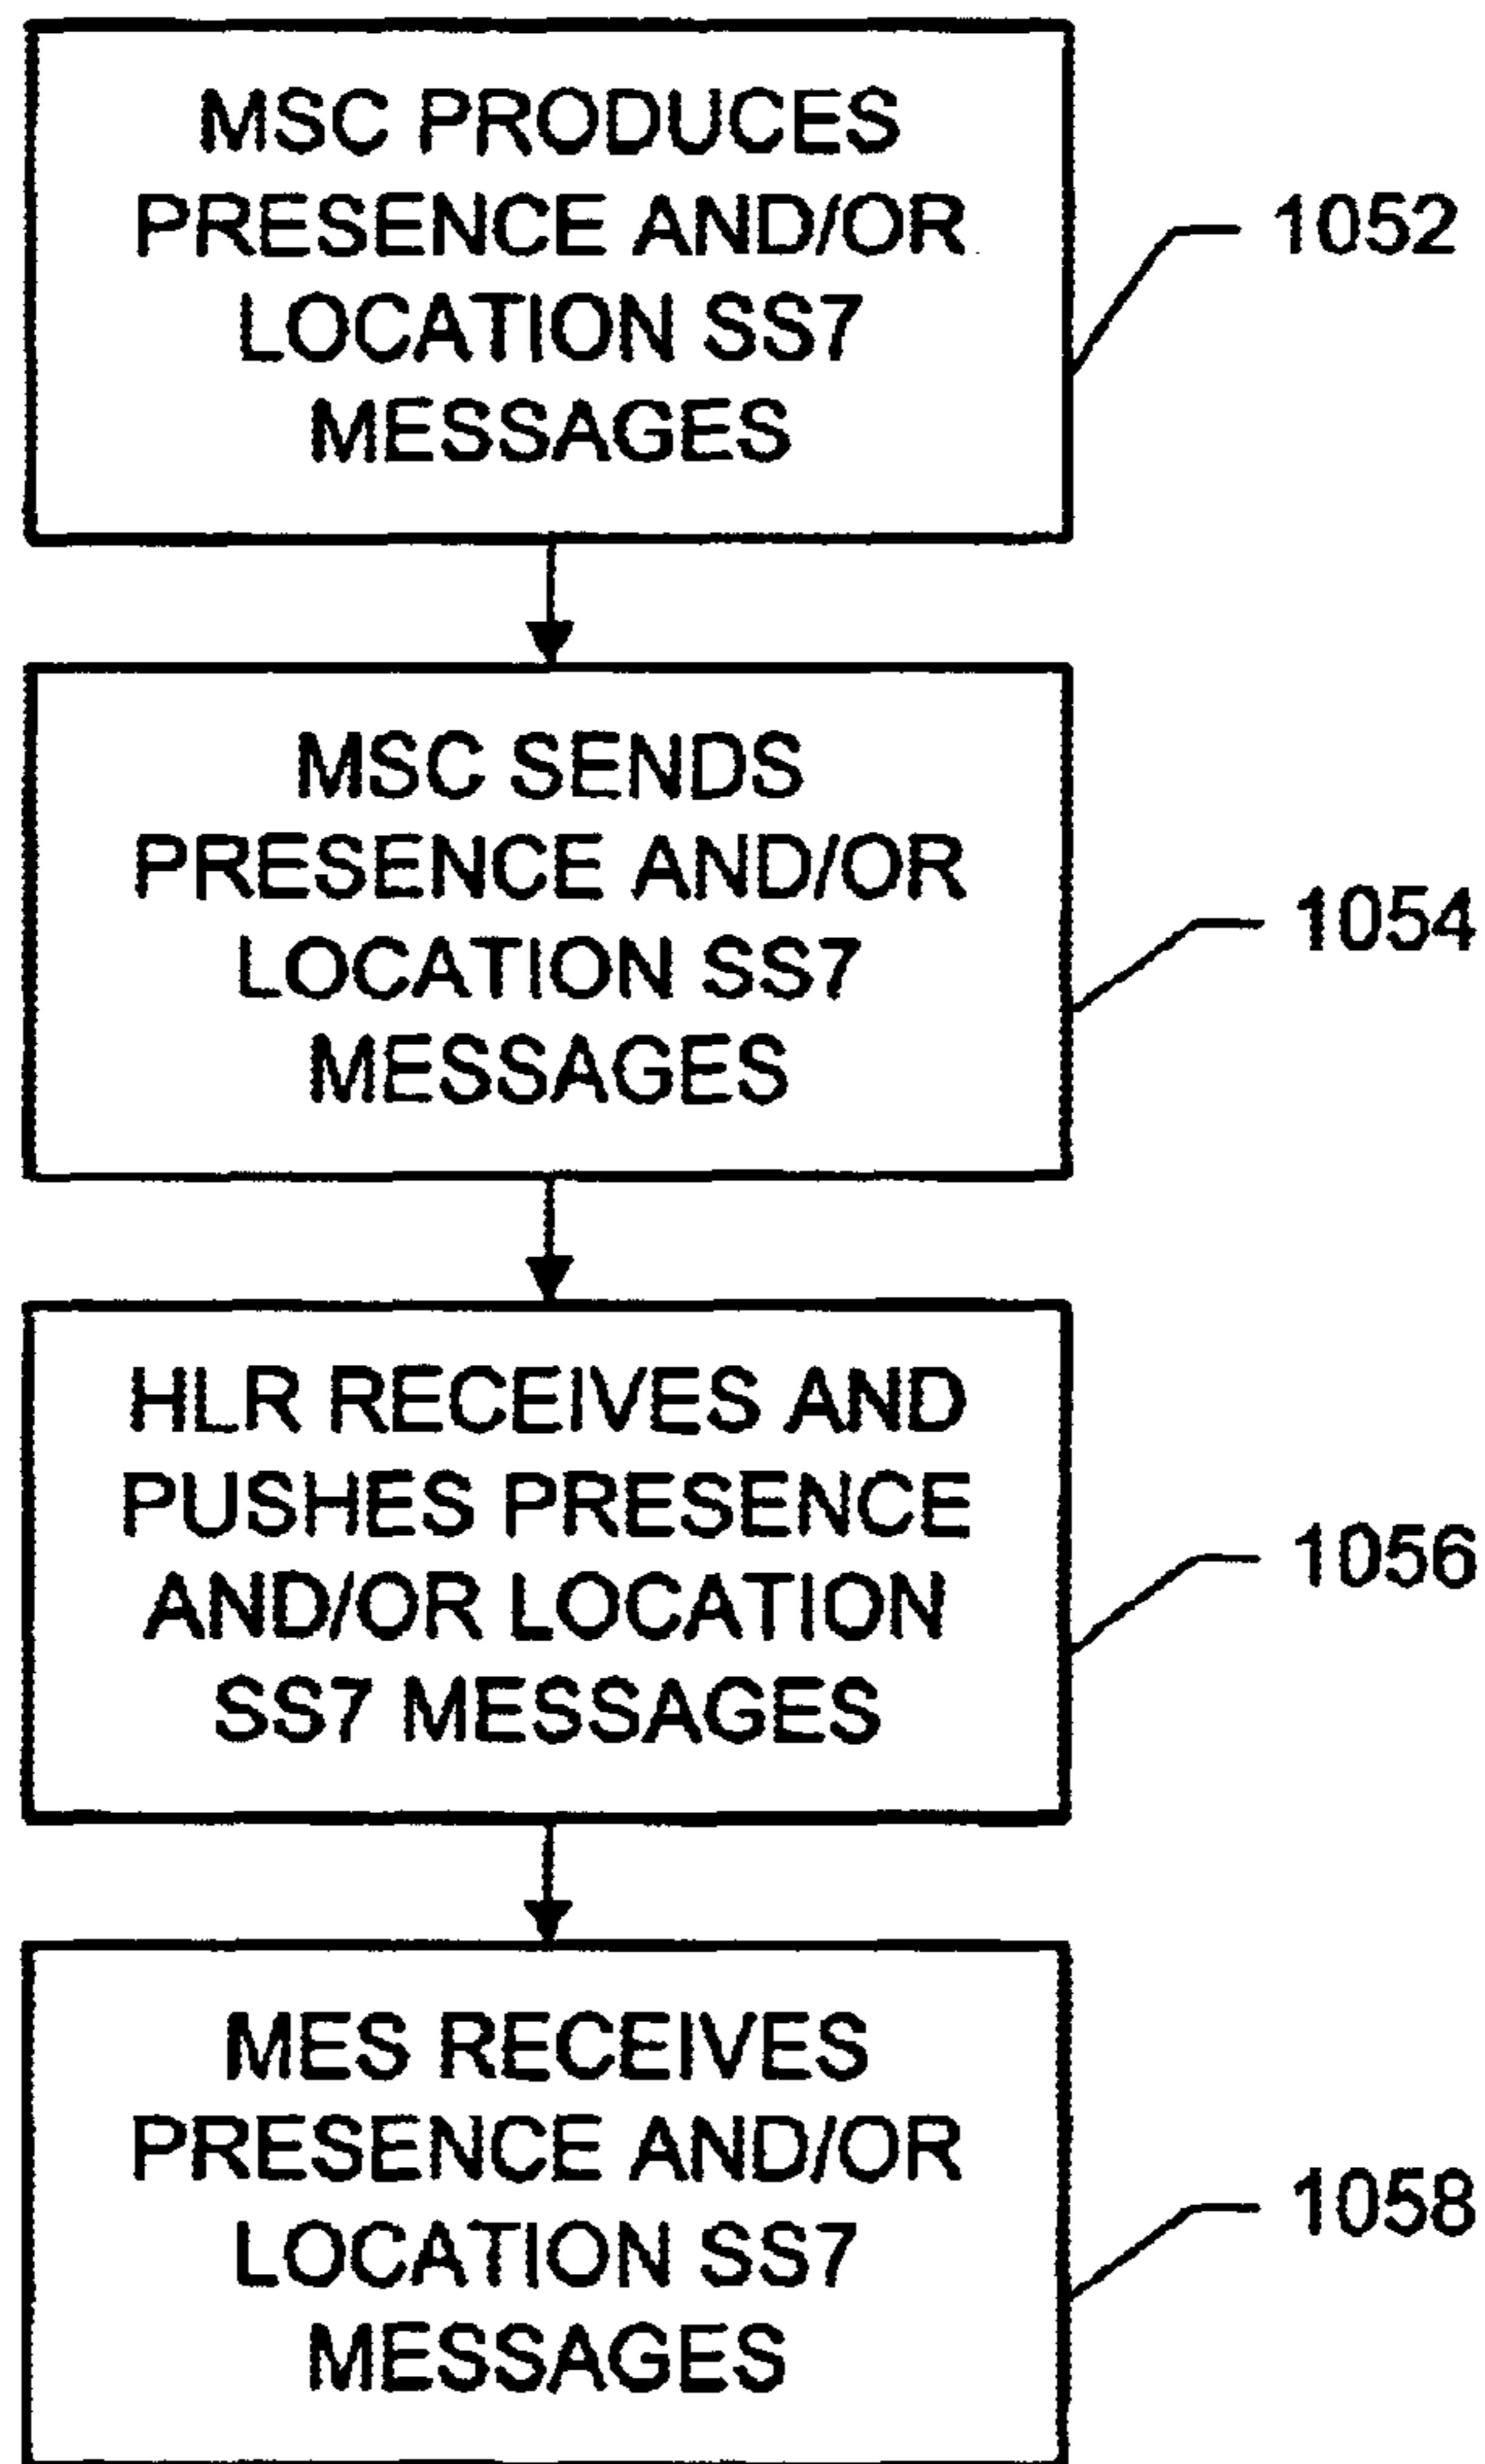 MSC PRODUCES
PRESENCE AND/OR
LOCATION SS7
MESSAGES
1052
MSC SENDS
PRESENCE AND/OR
LOCATION SS7
MESSAGES
1054
HLR RECEIVES AND
PUSHES PRESENCE
AND/OR LOCATION
SS7 MESSAGES
1056
MES RECEIVES
PRESENCE AND/OR
LOCATION SS7
MESSAGES
1058